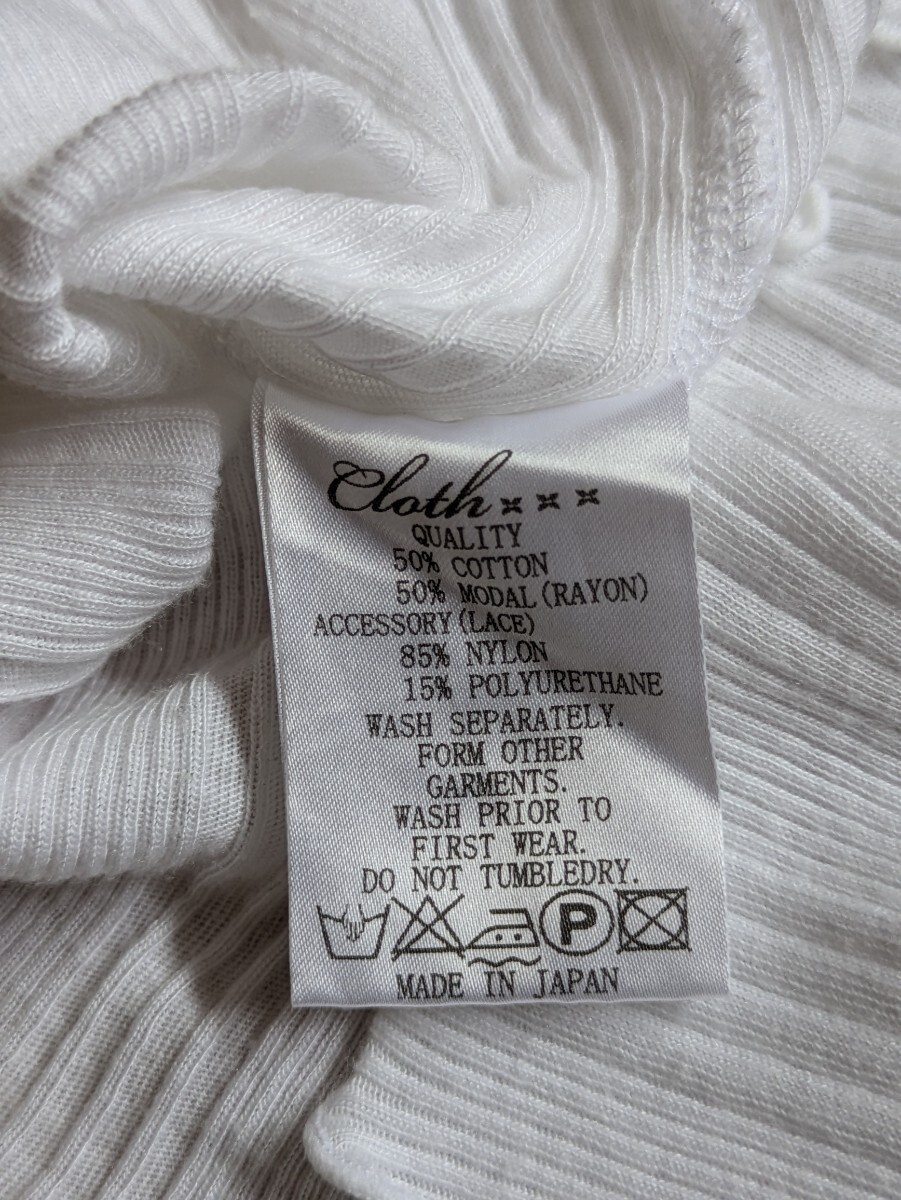 Cloth×××
QUALITY
50% COTTON
50% MODAL(RAYON)
ACCESSORY(LACE)
85% NYLON
15% POLYURETHANE
WASH SEPARATELY.
FORM OTHER
GARMENTS.
WASH PRIOR TO
FIRST WEAR.
DO NOT TUMBLEDRY.
P
MADE IN JAPAN